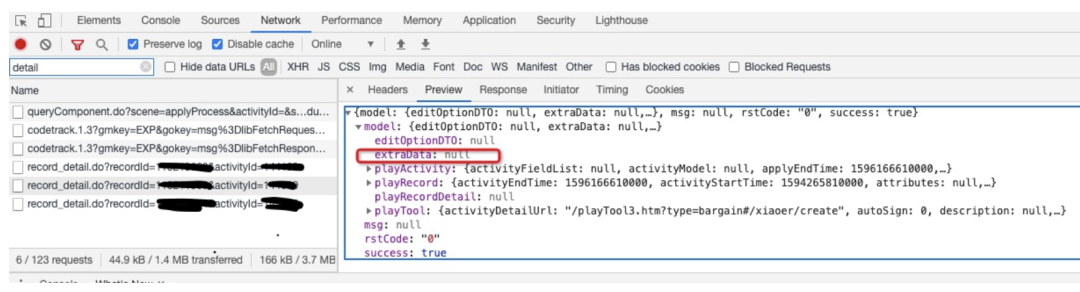 Elements Console Sources Network Performance Memory Application Security Lighthouse
Preserve log Disable cache Online
detail Hide data URLs All XHR JS CSS Img Media Font Doc WS Manifest Other Has blocked cookies Blocked Requests
Name
queryComponent.do?scene=applyProcess&activityId=&s...du...
codetrack.1.3?gmkey=EXP&gokey=msg%3DlibFetchReques...
codetrack.1.3?gmkey=EXP&gokey=msg%3DlibFetchRespon...
record_detail.do?recordId= activityId=
record_detail.do?recordId= activityId=
record_detail.do?recordId= activityId=
6 / 123 requests 44.9 kB / 1.4 MB transferred 166 kB / 3.7 MB
× Headers Preview Response Initiator Timing Cookies
▼{model: {editOptionDTO: null, extraData: null,…}, msg: null, rstCode: "0", success: true}
▼model: {editOptionDTO: null, extraData: null,…}
editOptionDTO: null
extraData: null
▶playActivity: {activityFieldList: null, activityModel: null, applyEndTime: 1596166610000,…}
▶playRecord: {activityEndTime: 1596166610000, activityStartTime: 1594265810000, attributes: null,…}
playRecordDetail: null
▶playTool: {activityDetailUrl: "/playTool3.htm?type=bargain#/xiaoer/create", autoSign: 0, description: null,…}
msg: null
rstCode: "0"
success: true